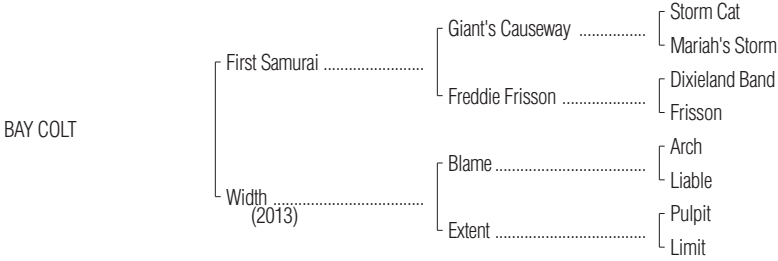 Storm Cat
Giant's Causeway ................
Mariah's Storm
First Samurai ........................
Dixieland Band
Freddie Frisson ....................
Frisson
BAY COLT
Arch
Blame ....................................
Liable
Width ....................................
(2013)
Pulpit
Extent ....................................
Limit